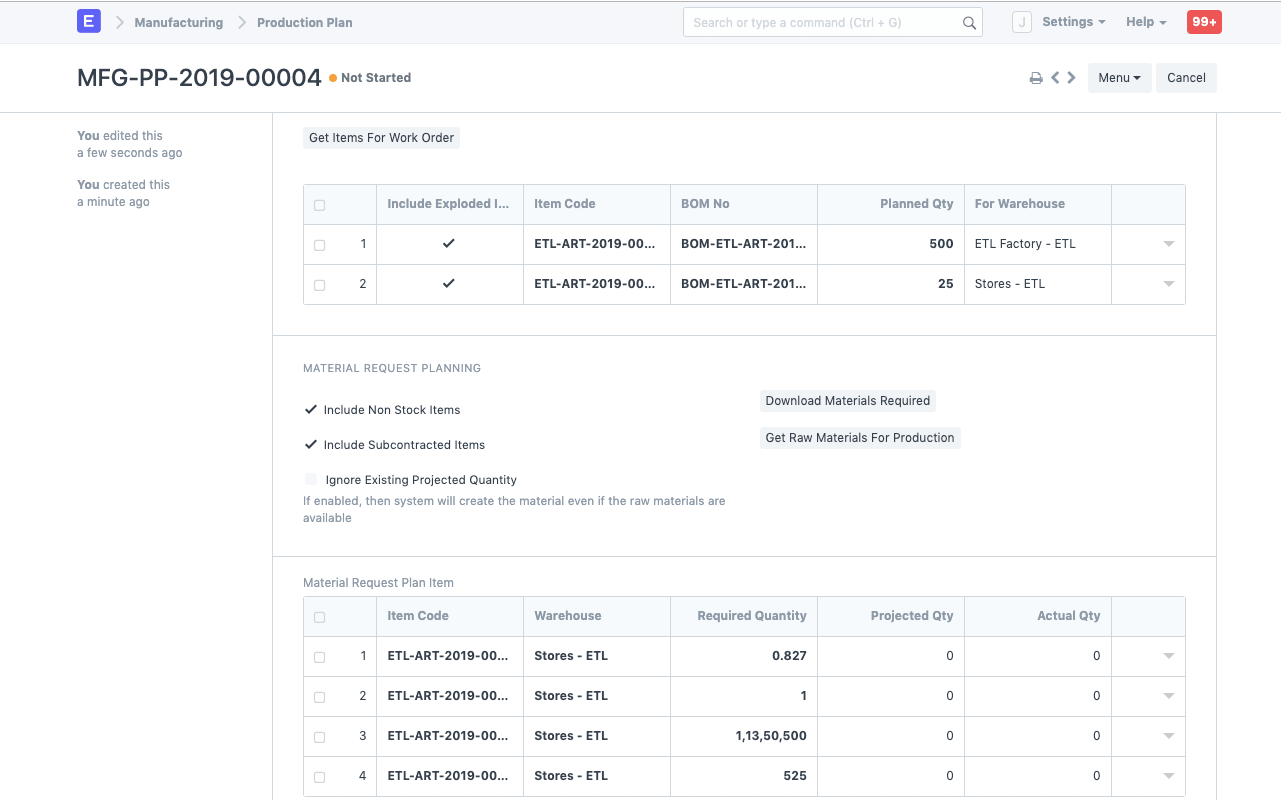 E Manufacturing Production Plan Search or type a command (Ctrl + G) J Settings Help 99+
MFG-PP-2019-00004 Not Started Menu Cancel
You edited this
a few seconds ago
You created this
a minute ago
Get Items For Work Order
Include Exploded I... Item Code BOM No Planned Qty For Warehouse
1 ETL-ART-2019-00... BOM-ETL-ART-201... 500 ETL Factory - ETL
2 ETL-ART-2019-00... BOM-ETL-ART-201... 25 Stores - ETL
MATERIAL REQUEST PLANNING
Include Non Stock Items
Include Subcontracted Items
Ignore Existing Projected Quantity
If enabled, then system will create the material even if the raw materials are
available
Download Materials Required
Get Raw Materials For Production
Material Request Plan Item
Item Code Warehouse Required Quantity Projected Qty Actual Qty
1 ETL-ART-2019-00... Stores - ETL 0.827 0 0
2 ETL-ART-2019-00... Stores - ETL 1 0 0
3 ETL-ART-2019-00... Stores - ETL 1,13,50,500 0 0
4 ETL-ART-2019-00... Stores - ETL 525 0 0